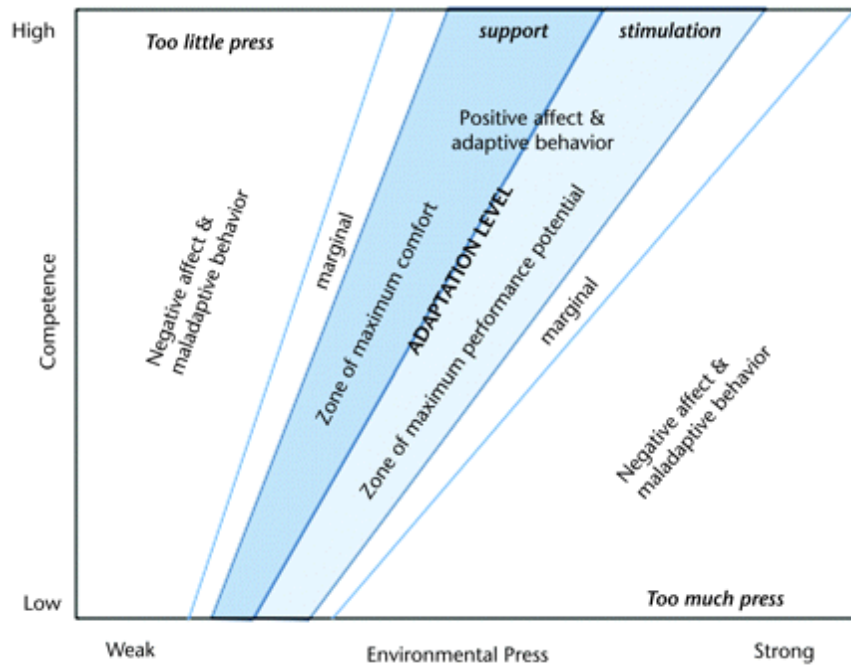 High
Too little press
support
stimulation
Positive affect &
adaptive behavior
Negative affect &
maladaptive behavior
marginal
Zone of maximum comfort
ADAPTATION LEVEL
Zone of maximum performance potential
marginal
Negative affect &
maladaptive behavior
Competence
Low
Too much press
Weak
Environmental Press
Strong